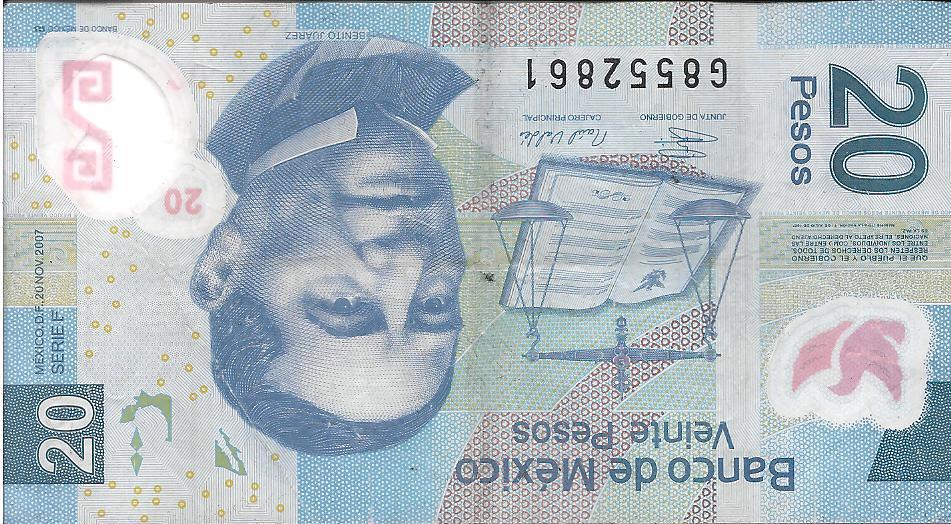 Banco de México
Veinte Pesos
20
MÉXICO, D.F. 20 NOV. 2007
SERIE F
QUE EL PUEBLO Y EL GOBIERNO
RESPETEN LOS DERECHOS DE TODOS.
ENTRE LOS INDIVIDUOS, COMO ENTRE LAS
NACIONES, EL RESPETO AL DERECHO AJENO
ES LA PAZ
20
20
Pesos
JUNTA DE GOBIERNO
CAJERO PRINCIPAL
G8552861
BENITO JUÁREZ
BANCO DE MÉXICO